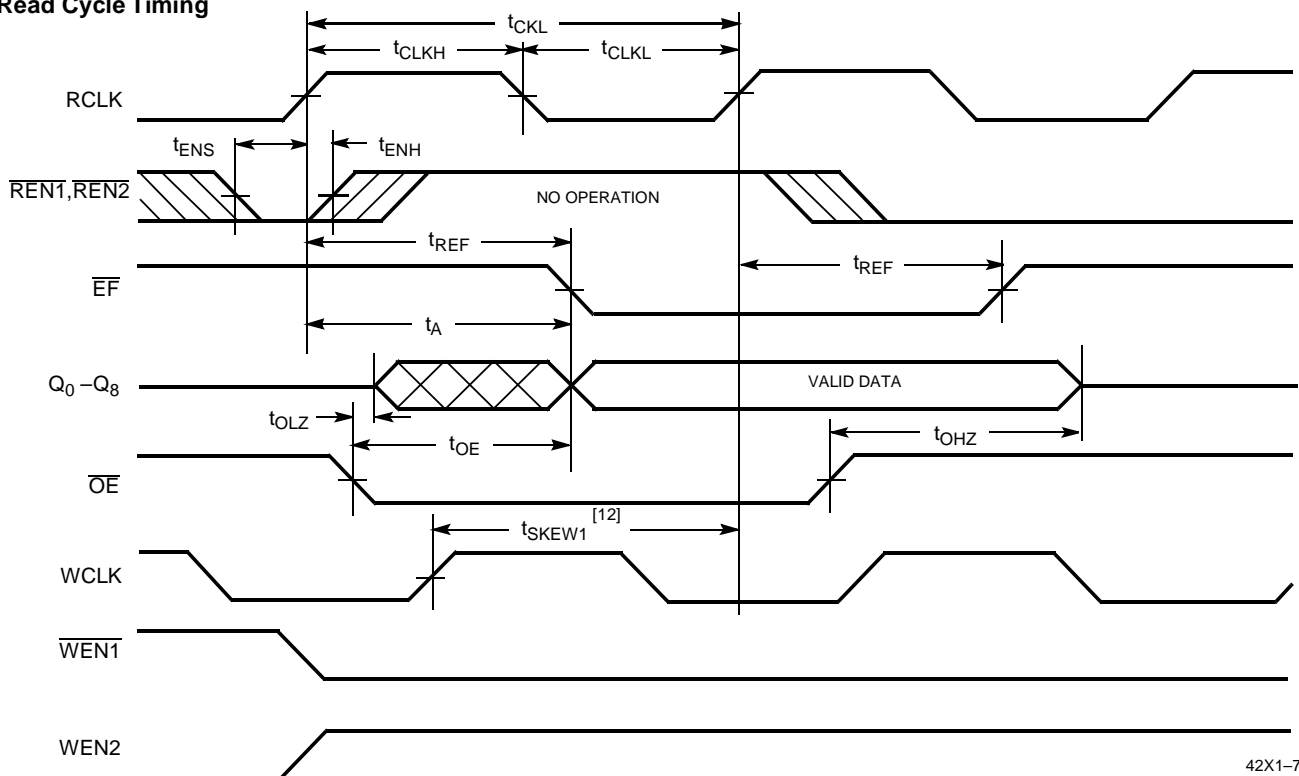 Read Cycle Timing
tCKL
tCLKH
tCLKL
RCLK
tENS
tENH
REN1,REN2
NO OPERATION
tREF
tREF
EF
tA
Q0 –Q8
VALID DATA
tOLZ
tOE
tOHZ
OE
tSKEW1 [12]
WCLK
WEN1
WEN2
42X1–7